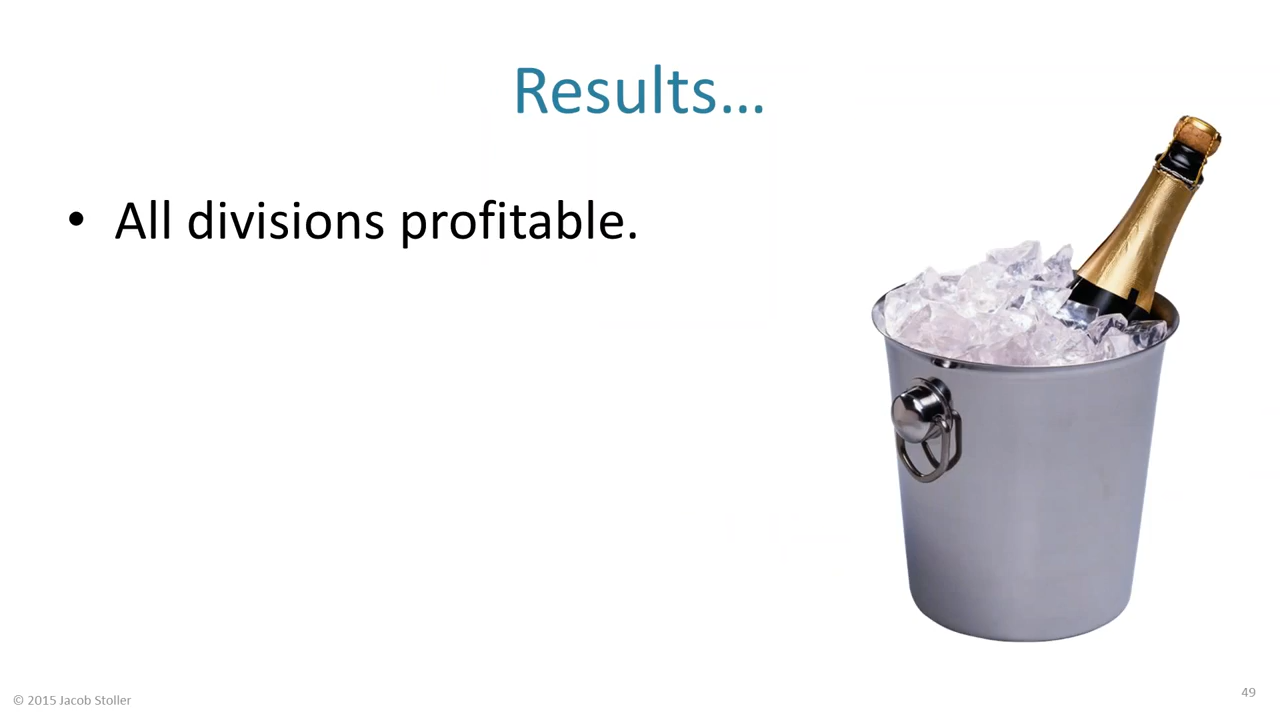 Results…
• All divisions profitable.
© 2015 Jacob Stoller
49